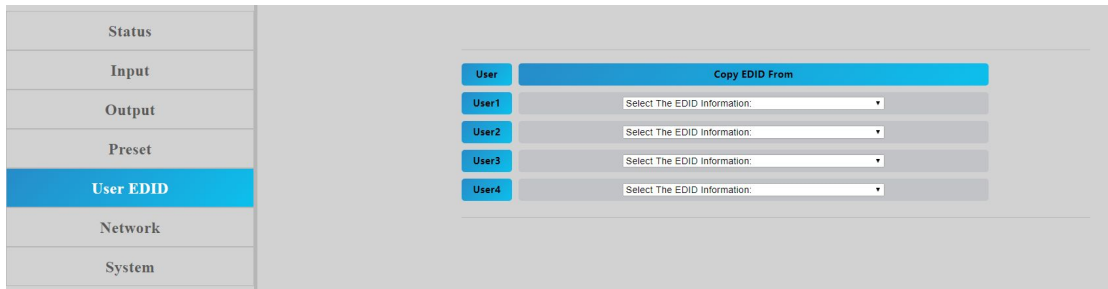 Status
Input
Output
Preset
User EDID
Network
System
User Copy EDID From
User1 Select The EDID Information:
User2 Select The EDID Information:
User3 Select The EDID Information:
User4 Select The EDID Information: